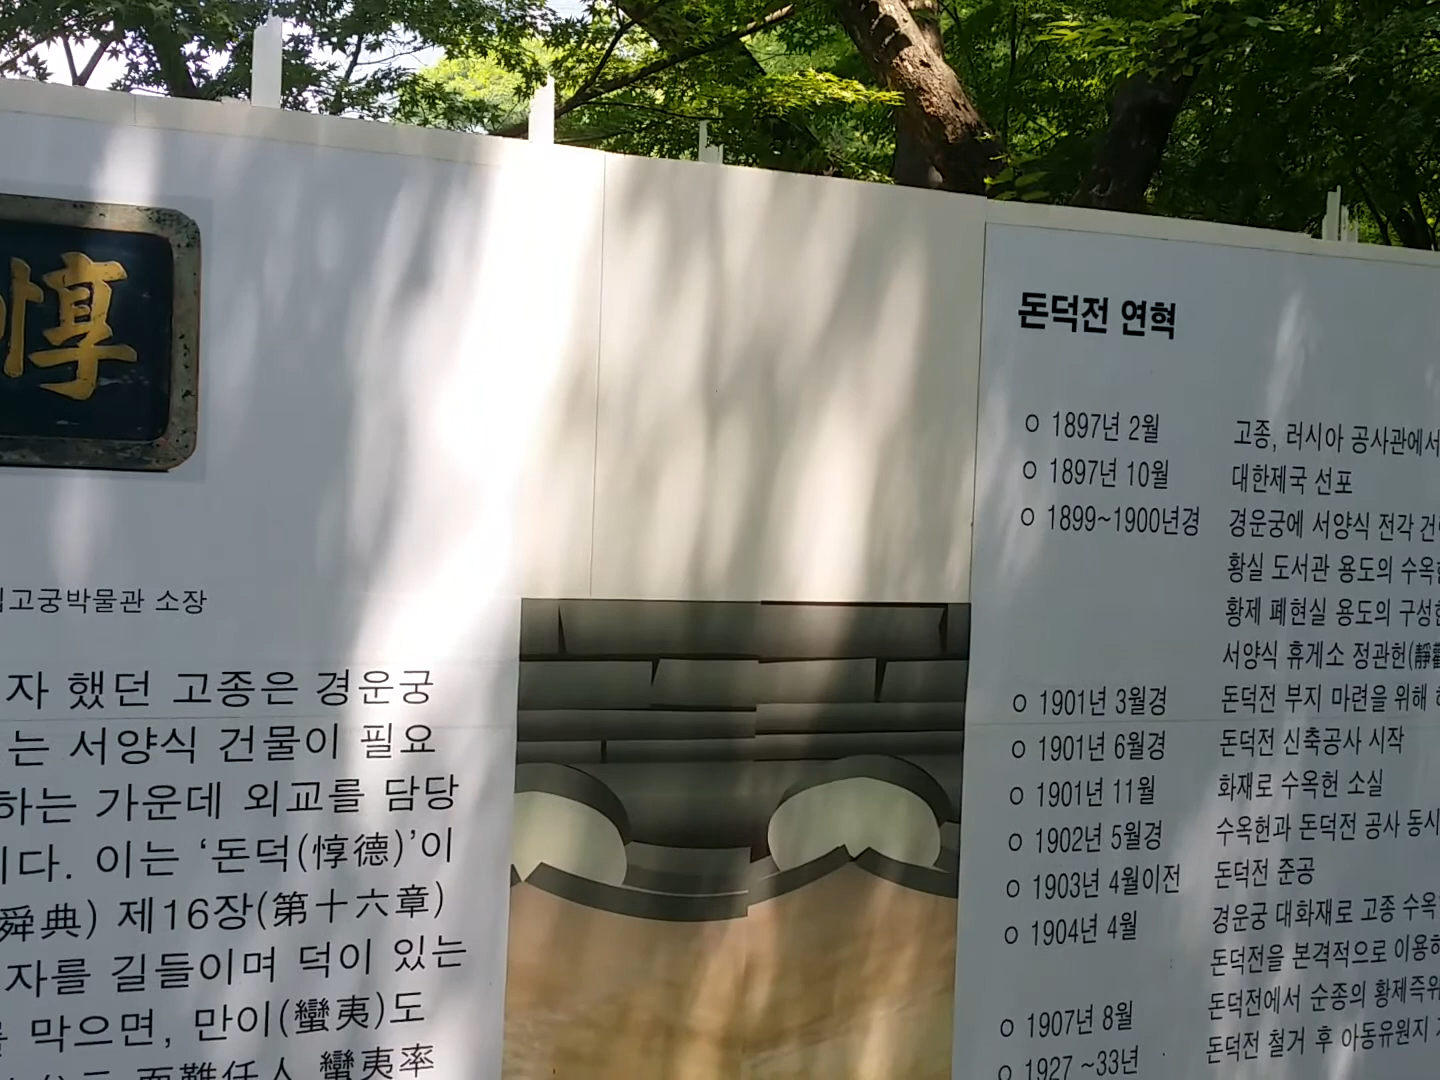 惇
고궁박물관 소장
자 했던 고종은 경운궁
는 서양식 건물이 필요
하는 가운데 외교를 담당
이다. 이는 ‘돈덕(惇德)’이
舜典) 제16장(第十六章)
자를 길들이며 덕이 있는
막으면, 만이(蠻夷)도
而難任人 蠻夷率
돈덕전 연혁
○ 1897년 2월 고종, 러시아 공사관에서
○ 1897년 10월 대한제국 선포
○ 1899~1900년경 경운궁에 서양식 전각
황실 도서관 용도의 수옥헌
황제 폐현실 용도의 구성헌
서양식 휴게소 정관헌(靜觀
○ 1901년 3월경 돈덕전 부지 마련을 위해
○ 1901년 6월경 돈덕전 신축공사 시작
○ 1901년 11월 화재로 수옥헌 소실
○ 1902년 5월경 수옥헌과 돈덕전 공사 동시
○ 1903년 4월이전 돈덕전 준공
○ 1904년 4월 경운궁 대화재로 고종 수옥
돈덕전을 본격적으로 이용
○ 1907년 8월 돈덕전에서 순종의 황제즉위
○ 1927 ~33년 돈덕전 철거 후 아동유원지